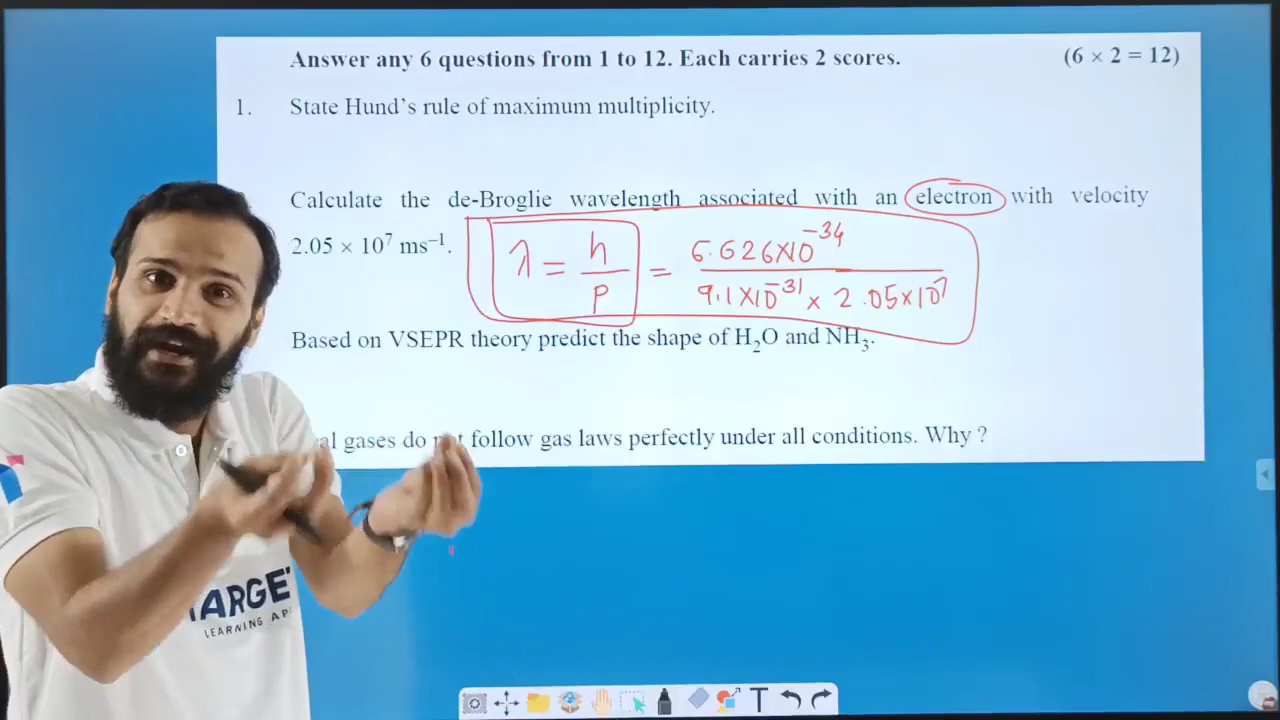 Answer any 6 questions from 1 to 12. Each carries 2 scores. (6 × 2 = 12)
1. State Hund's rule of maximum multiplicity.
Calculate the de-Broglie wavelength associated with an electron with velocity
2.05 × 10⁷ ms⁻¹.
λ = h/p = 6.626×10⁻³⁴ / 9.1×10⁻³¹ × 2.05×10⁷
Based on VSEPR theory predict the shape of H₂O and NH₃.
gases do not follow gas laws perfectly under all conditions. Why ?
LEARNING AP
T